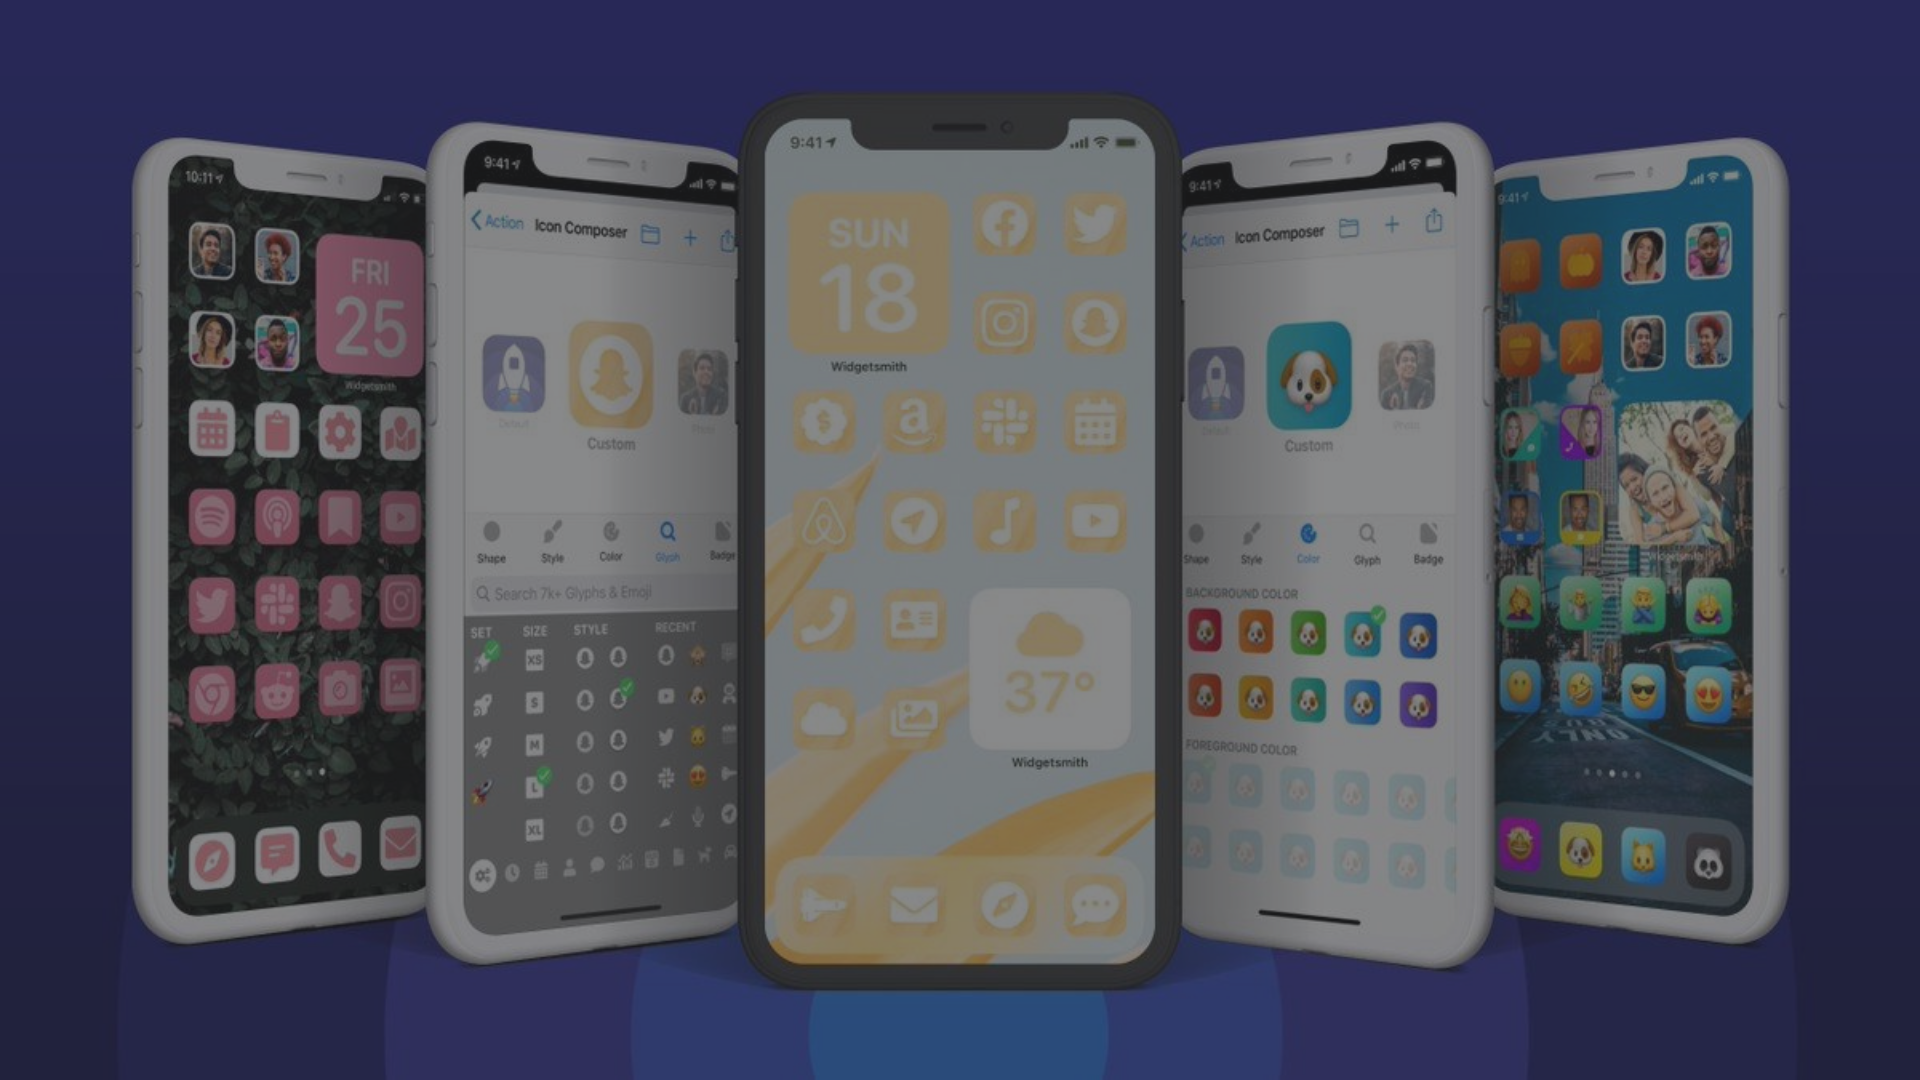 10:11
FRI
25
Widgetsmith
9:41
Action
Icon Composer
Default
Custom
Photo
Shape
Style
Color
Glyph
Badge
Search 7k+ Glyphs & Emoji
SET
SIZE
STYLE
RECENT
XS
S
M
L
XL
9:41
SUN
18
Widgetsmith
37°
Widgetsmith
9:41
Action
Icon Composer
Default
Custom
Photo
Shape
Style
Color
Glyph
Badge
BACKGROUND COLOR
FOREGROUND COLOR
9:41
Widgetsmith
BUS
ONLY